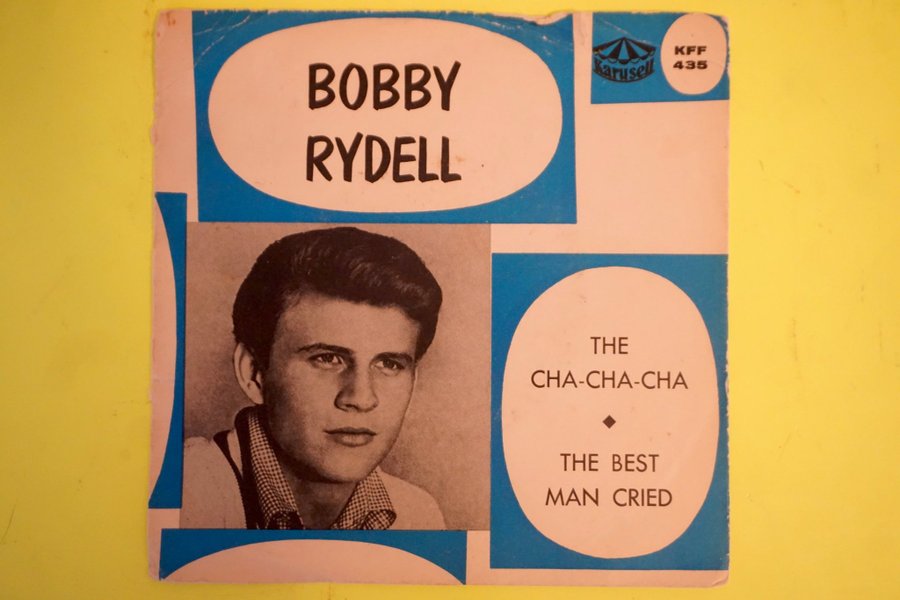 BOBBY
RYDELL
Karusell
KFF
435
THE
CHA-CHA-CHA
THE BEST
MAN CRIED